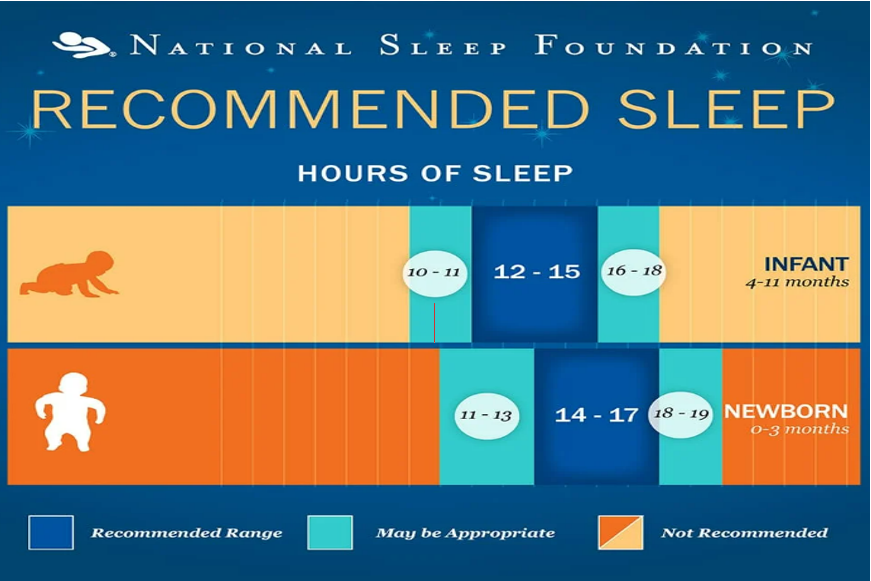 ® NATIONAL SLEEP FOUNDATION
RECOMMENDED SLEEP
HOURS OF SLEEP
10 - 11 12 - 15 16 - 18 INFANT
4-11 months
11 - 13 14 - 17 18 - 19 NEWBORN
0-3 months
Recommended Range May be Appropriate Not Recommended